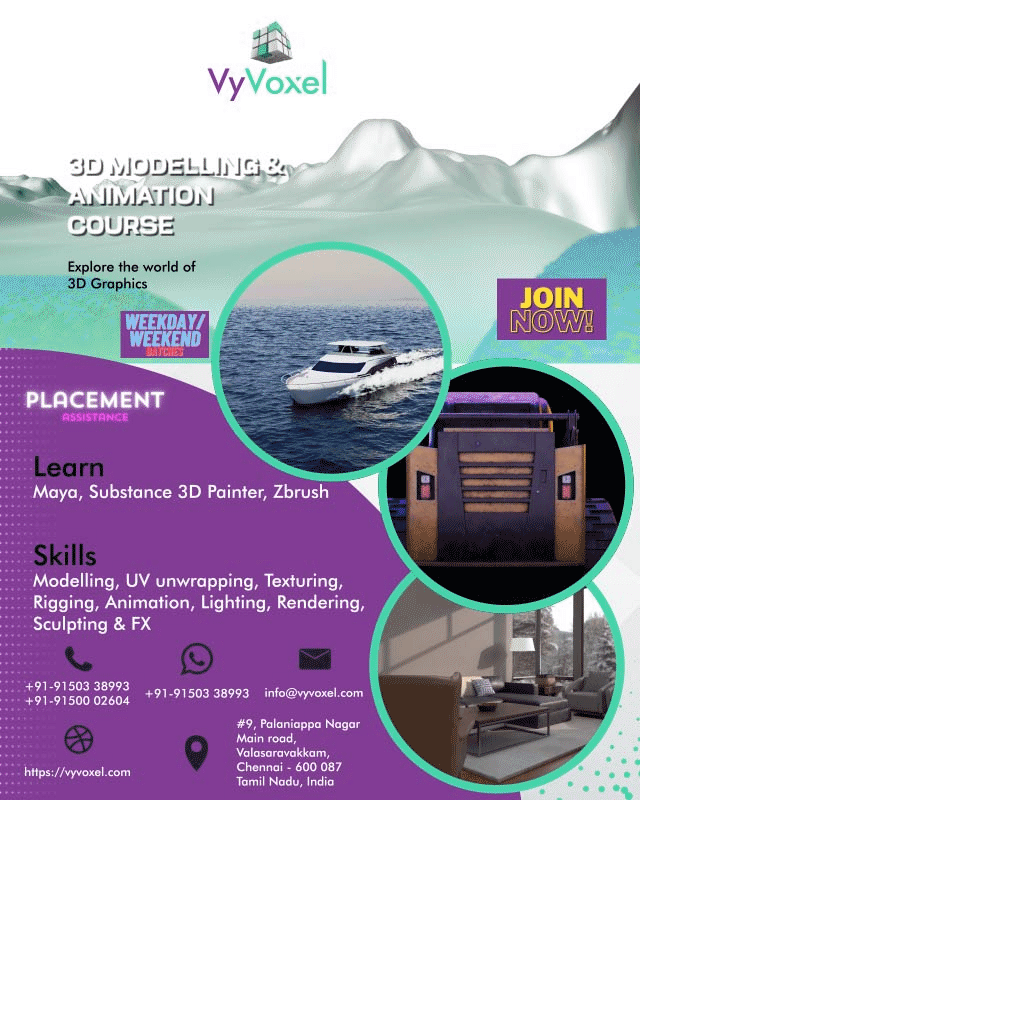 VyVoxel
3D MODELLING &
ANIMATION
COURSE
Explore the world of
3D Graphics
WEEKDAY/
WEEKEND
BATCHES
JOIN
NOW!
PLACEMENT
ASSISTANCE
Learn
Maya, Substance 3D Painter, Zbrush
Skills
Modelling, UV unwrapping, Texturing,
Rigging, Animation, Lighting, Rendering,
Sculpting & FX
+91-91503 38993
+91-91500 02604
+91-91503 38993
info@vyvoxel.com
https://vyvoxel.com
#9, Palaniappa Nagar
Main road,
Valasaravakkam,
Chennai - 600 087
Tamil Nadu, India